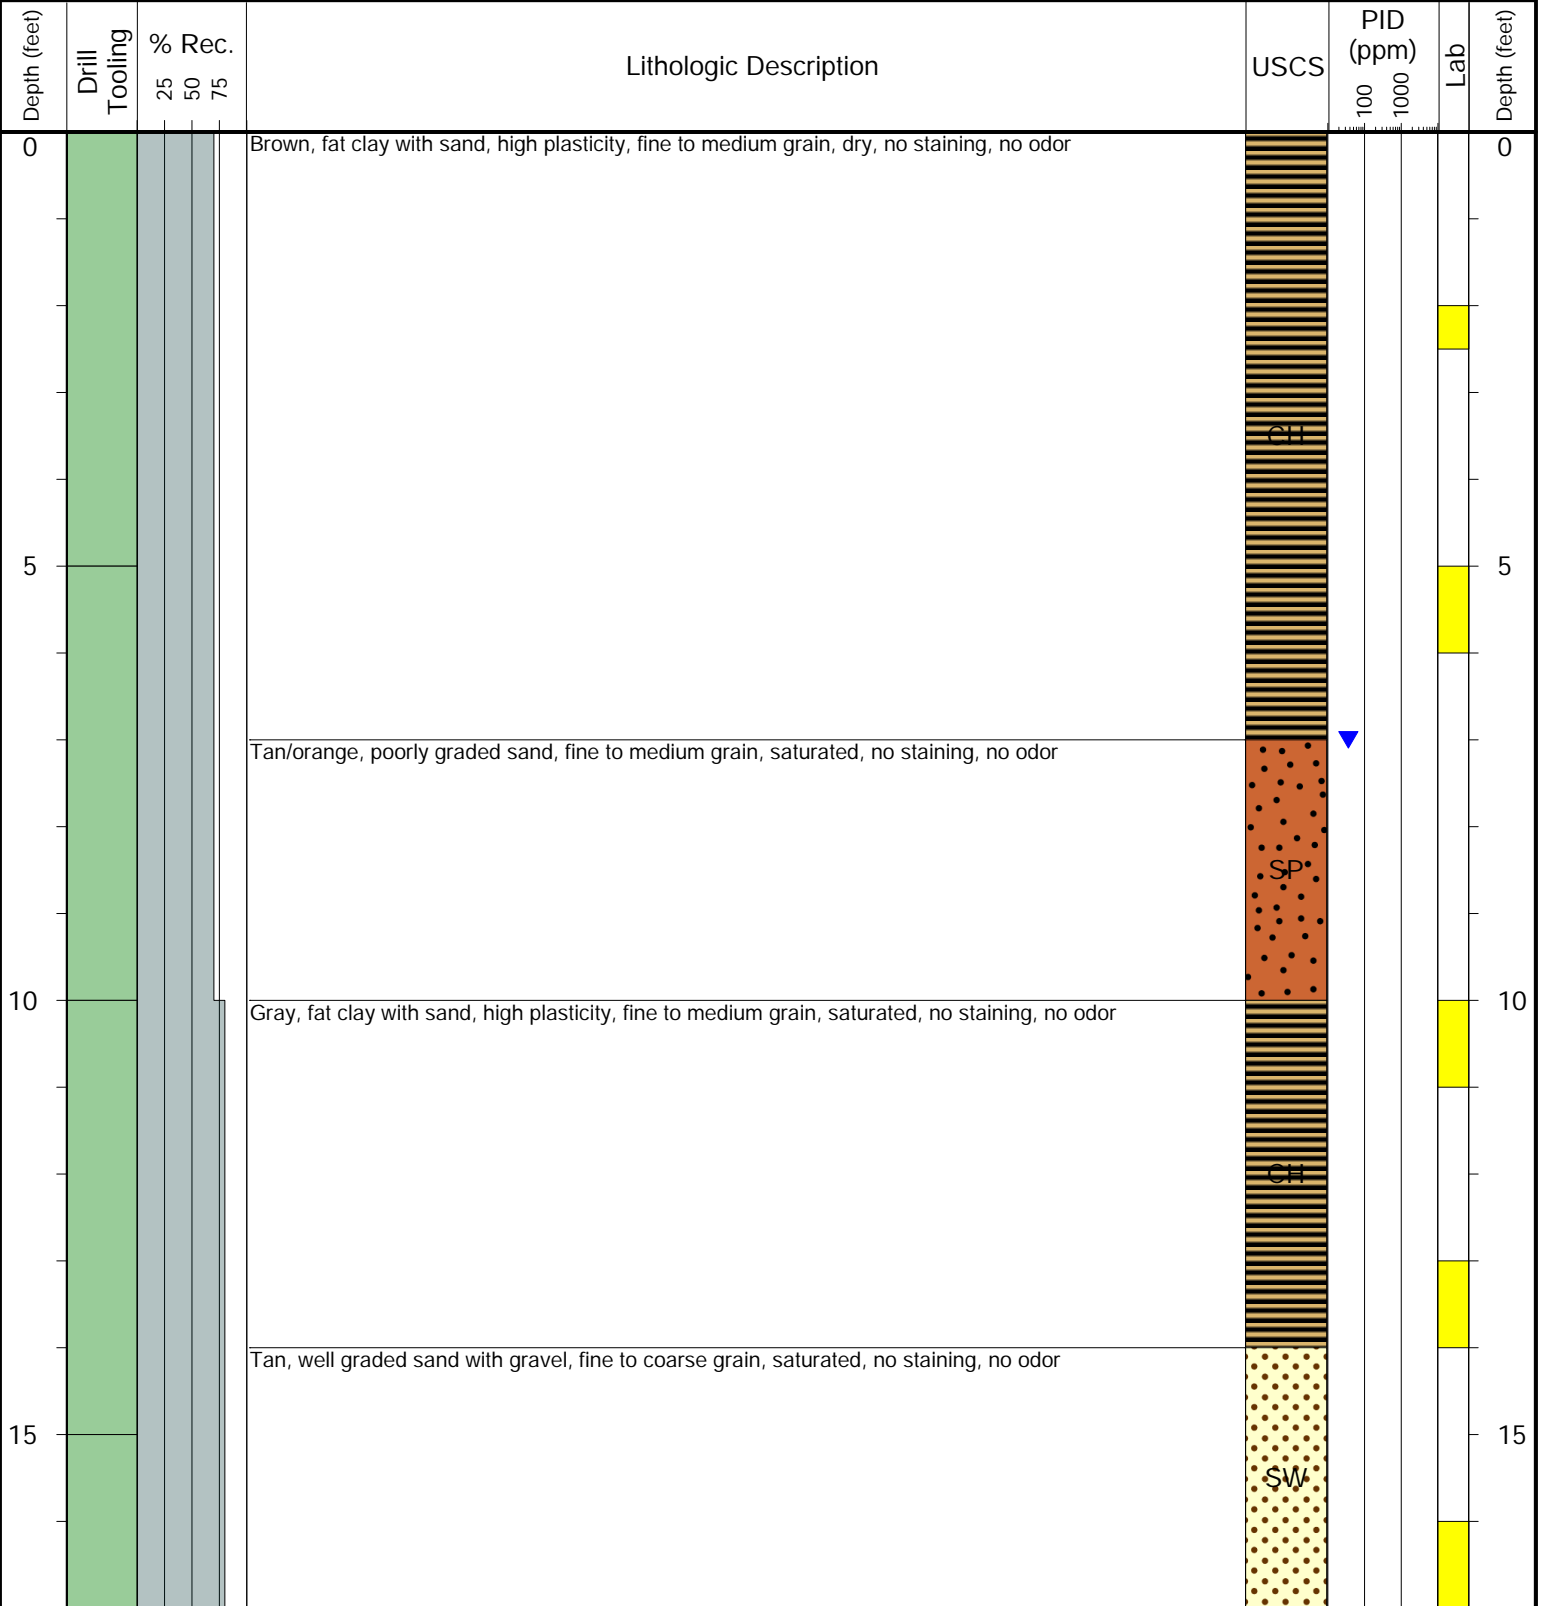 Depth (feet)
Drill
Tooling
% Rec.
25
50
75
Lithologic Description
USCS
PID
(ppm)
100
1000
Lab
Depth (feet)
0
Brown, fat clay with sand, high plasticity, fine to medium grain, dry, no staining, no odor
0
CH
5
5
Tan/orange, poorly graded sand, fine to medium grain, saturated, no staining, no odor
SP
10
Gray, fat clay with sand, high plasticity, fine to medium grain, saturated, no staining, no odor
10
CH
Tan, well graded sand with gravel, fine to coarse grain, saturated, no staining, no odor
15
15
SW